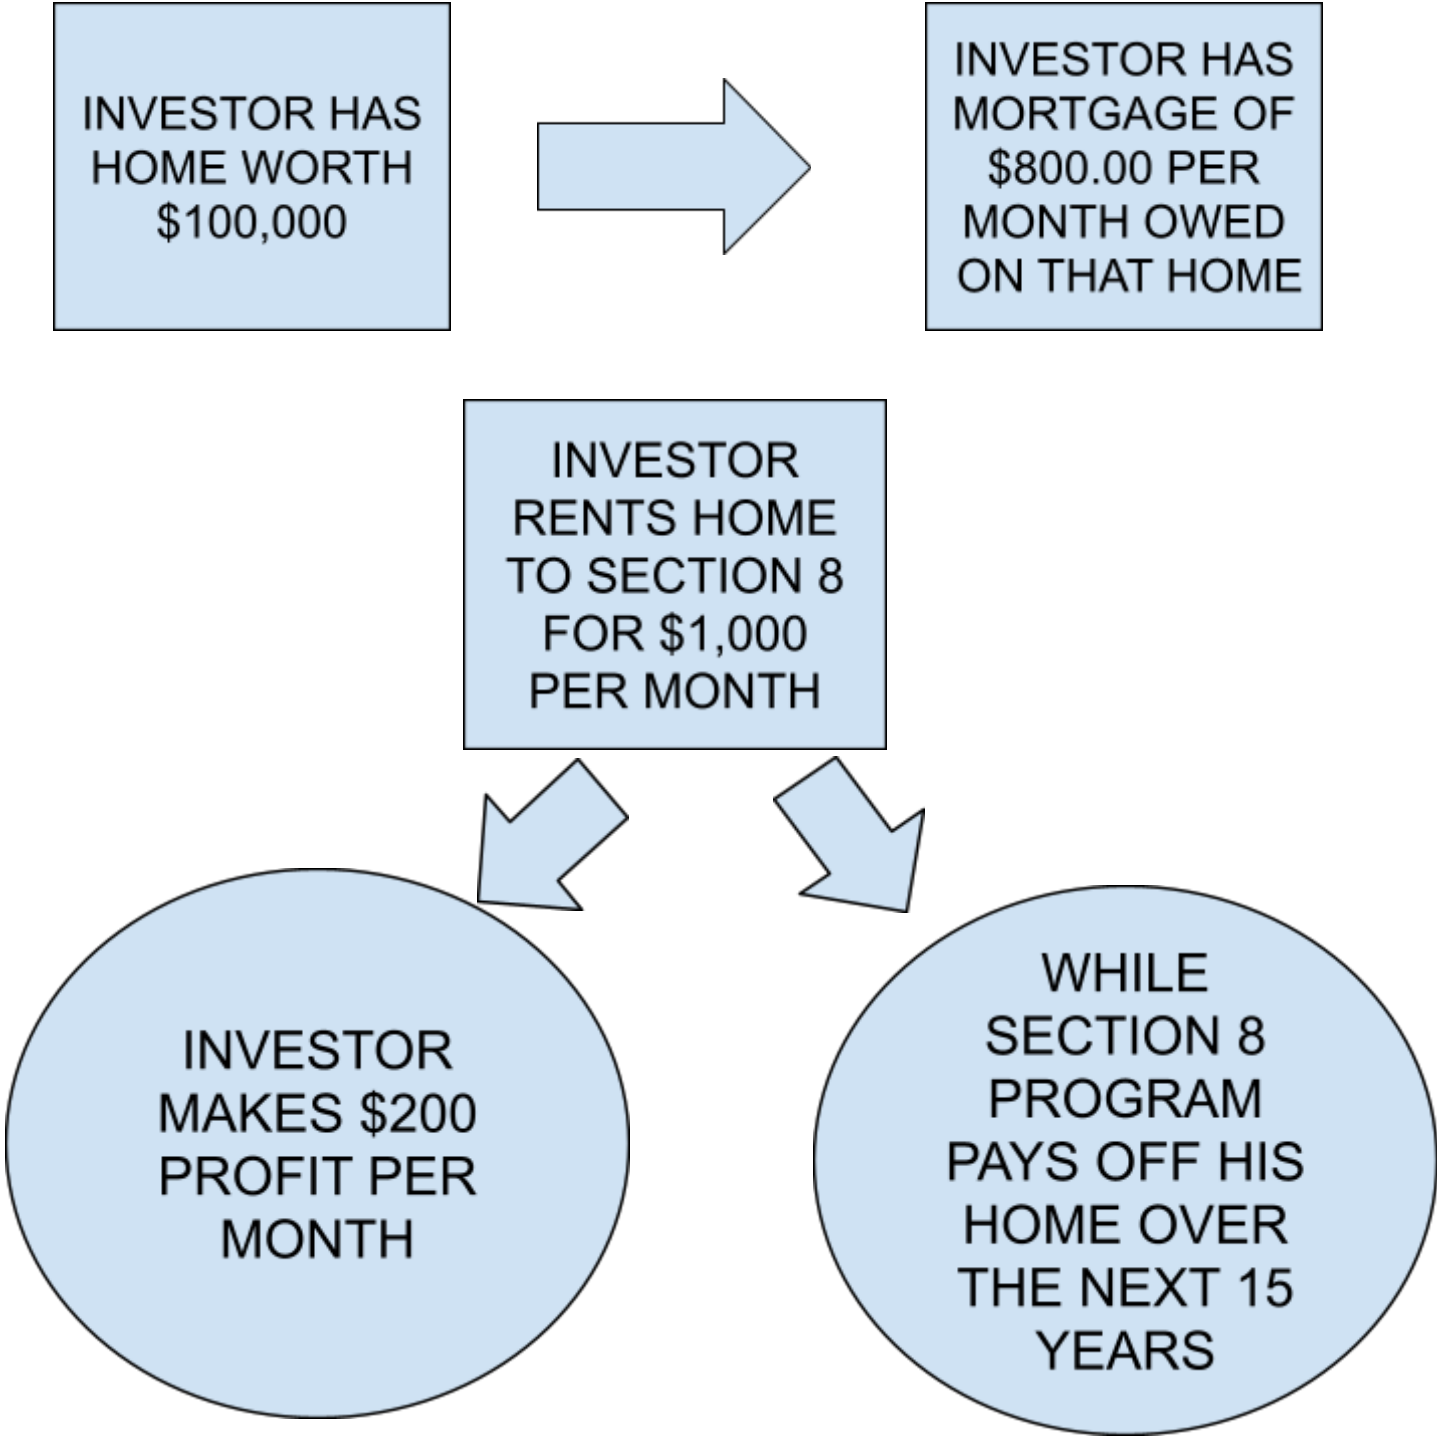 INVESTOR HAS
HOME WORTH
$100,000
INVESTOR HAS
MORTGAGE OF
$800.00 PER
MONTH OWED
ON THAT HOME
INVESTOR
RENTS HOME
TO SECTION 8
FOR $1,000
PER MONTH
INVESTOR
MAKES $200
PROFIT PER
MONTH
WHILE
SECTION 8
PROGRAM
PAYS OFF HIS
HOME OVER
THE NEXT 15
YEARS